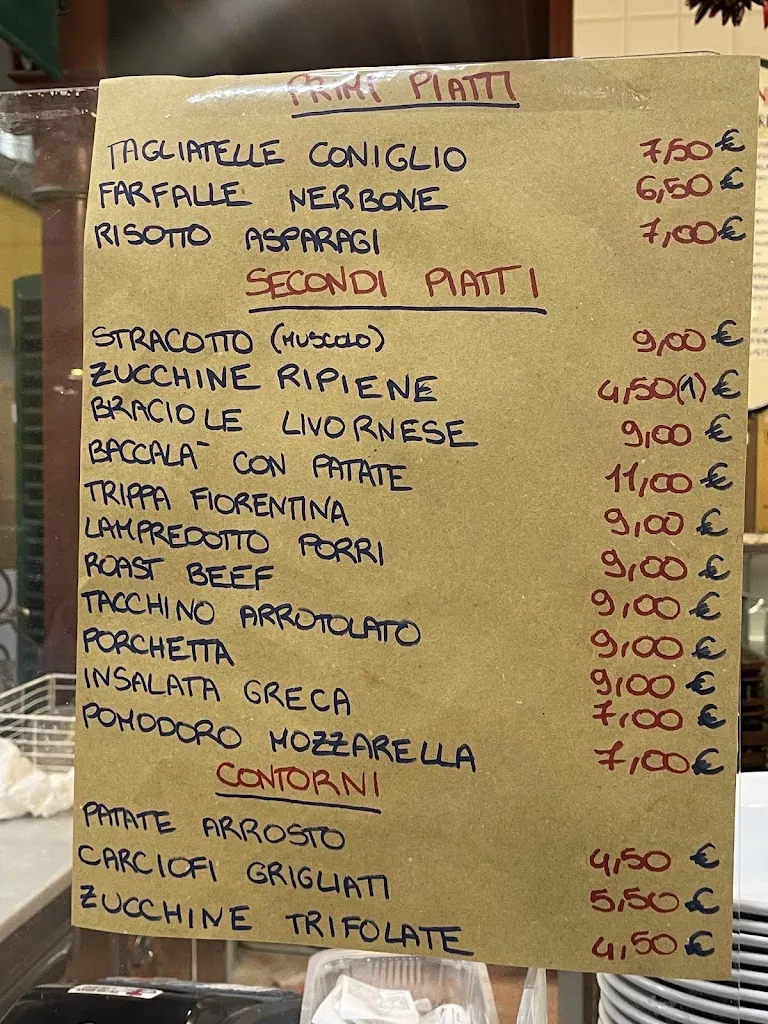 PRIMI PIATTI
TAGLIATELLE CONIGLIO 7,50 €
FARFALLE NERBONE 6,50 €
RISOTTO ASPARAGI 7,00 €
SECONDI PIATTI
STRACOTTO (MUSCOLO) 9,00 €
ZUCCHINE RIPIENE 4,50(1) €
BRACIOLE LIVORNESE 9,00 €
BACCALA' CON PATATE 11,00 €
TRIPPA FIORENTINA 9,00 €
LAMPREDOTTO PORRI 9,00 €
ROAST BEEF 9,00 €
TACCHINO ARROTOLATO 9,00 €
PORCHETTA 9,00 €
INSALATA GRECA 7,00 €
POMODORO MOZZARELLA 7,00 €
CONTORNI
PATATE ARROSTO 4,50 €
CARCIOFI GRIGLIATI 5,50 €
ZUCCHINE TRIFOLATE 4,50 €